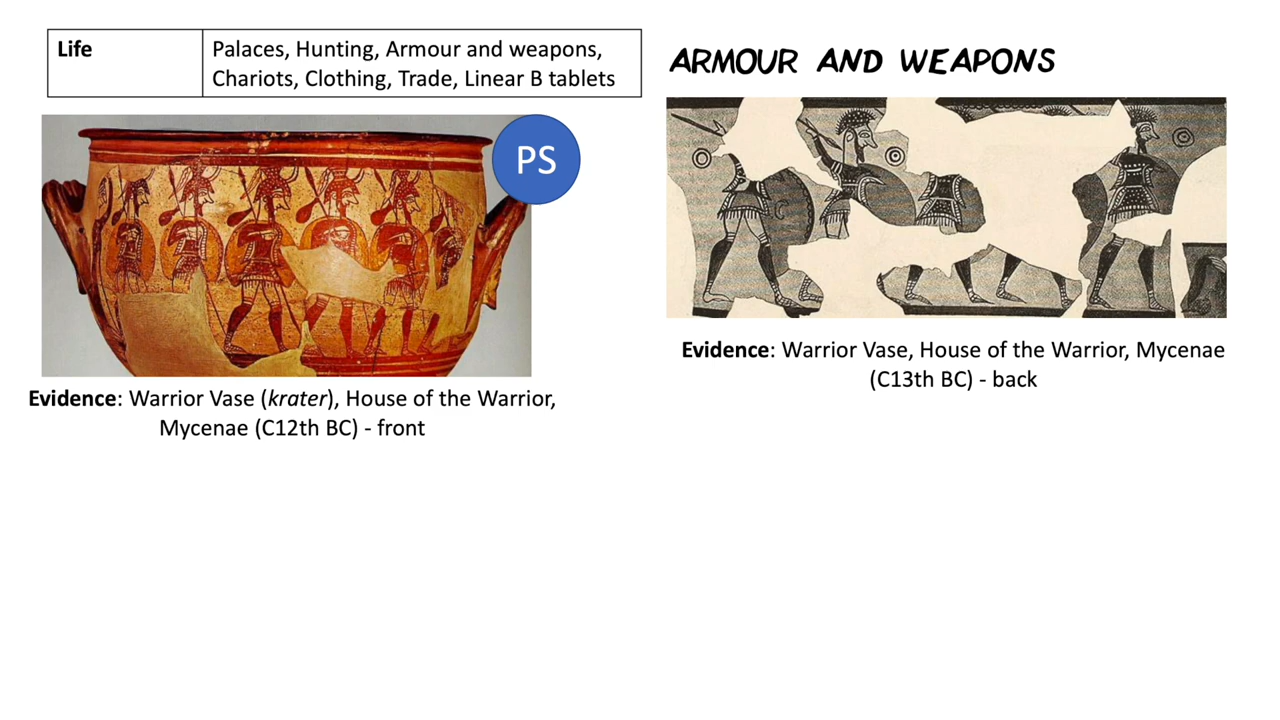 Life
Palaces, Hunting, Armour and weapons,
Chariots, Clothing, Trade, Linear B tablets
ARMOUR AND WEAPONS
PS
Evidence: Warrior Vase (krater), House of the Warrior,
Mycenae (C12th BC) - front
Evidence: Warrior Vase, House of the Warrior, Mycenae
(C13th BC) - back